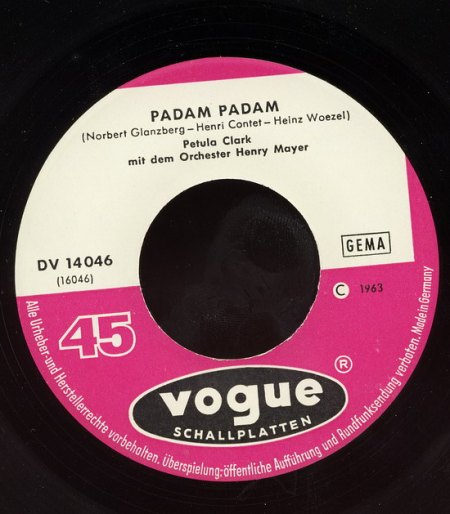 PADAM PADAM
(Norbert Glanzberg – Henri Contet – Heinz Woezel)
Petula Clark
mit dem Orchester Henry Mayer
GEMA
DV 14046
(16046)
© 1963
45
vogue ®
SCHALLPLATTEN
Alle Urheber- und Herstellerrechte vorbehalten. Überspielung; öffentliche Aufführung und Rundfunksendung verboten. Made in Germany